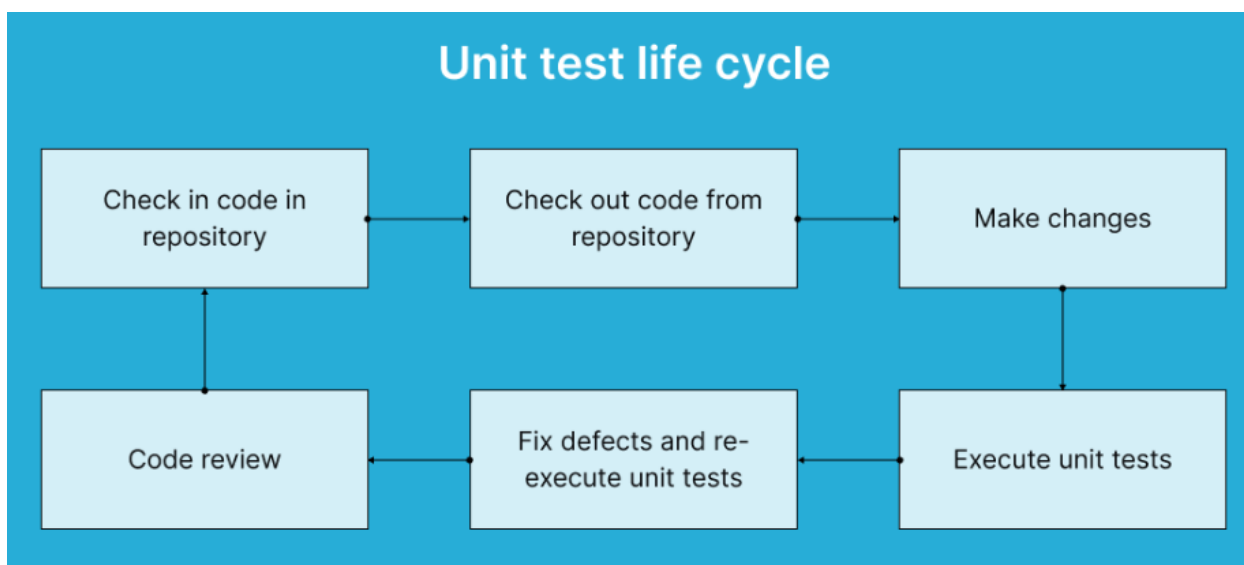 Unit test life cycle
Check in code in
repository
Check out code from
repository
Make changes
Code review
Fix defects and re-
execute unit tests
Execute unit tests